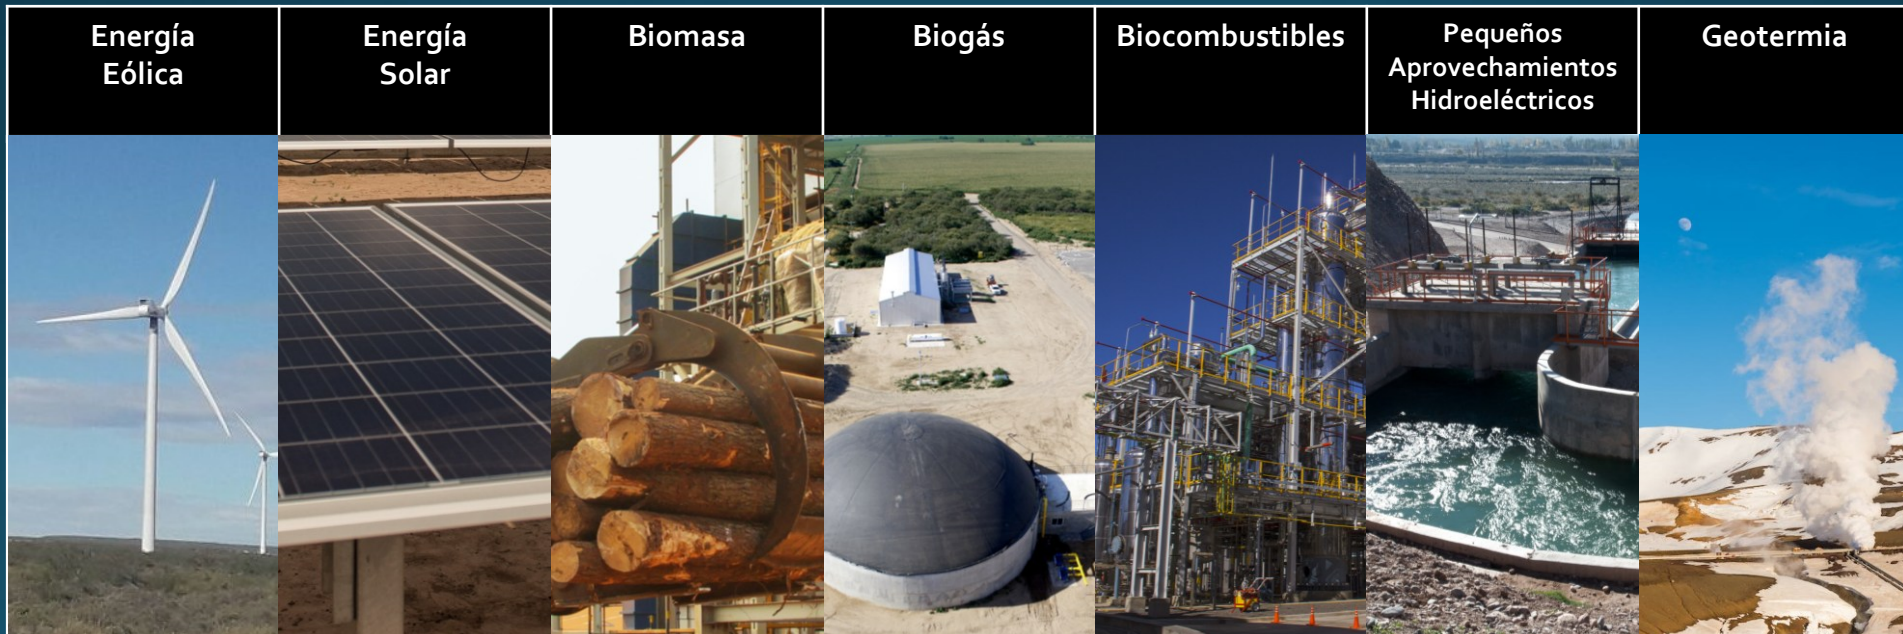 Energía
Eólica
Energía
Solar
Biomasa
Biogás
Biocombustibles
Pequeños
Aprovechamientos
Hidroeléctricos
Geotermia